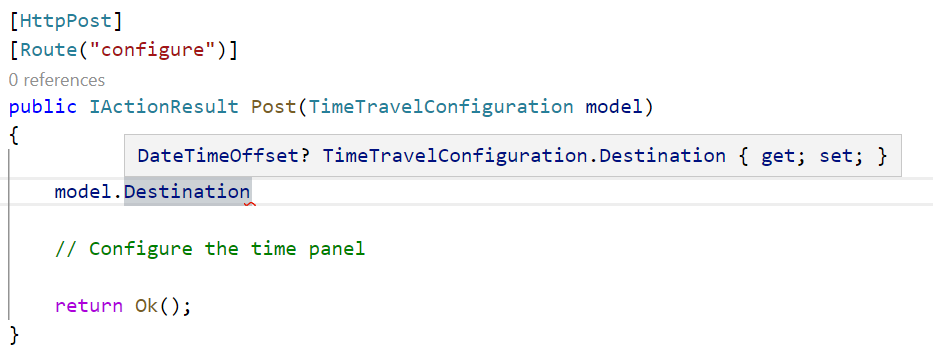 [HttpPost]
[Route("configure")]
0 references
public IActionResult Post(TimeTravelConfiguration model)
{
DateTimeOffset? TimeTravelConfiguration.Destination { get; set; }
model.Destination
// Configure the time panel
return Ok();
}